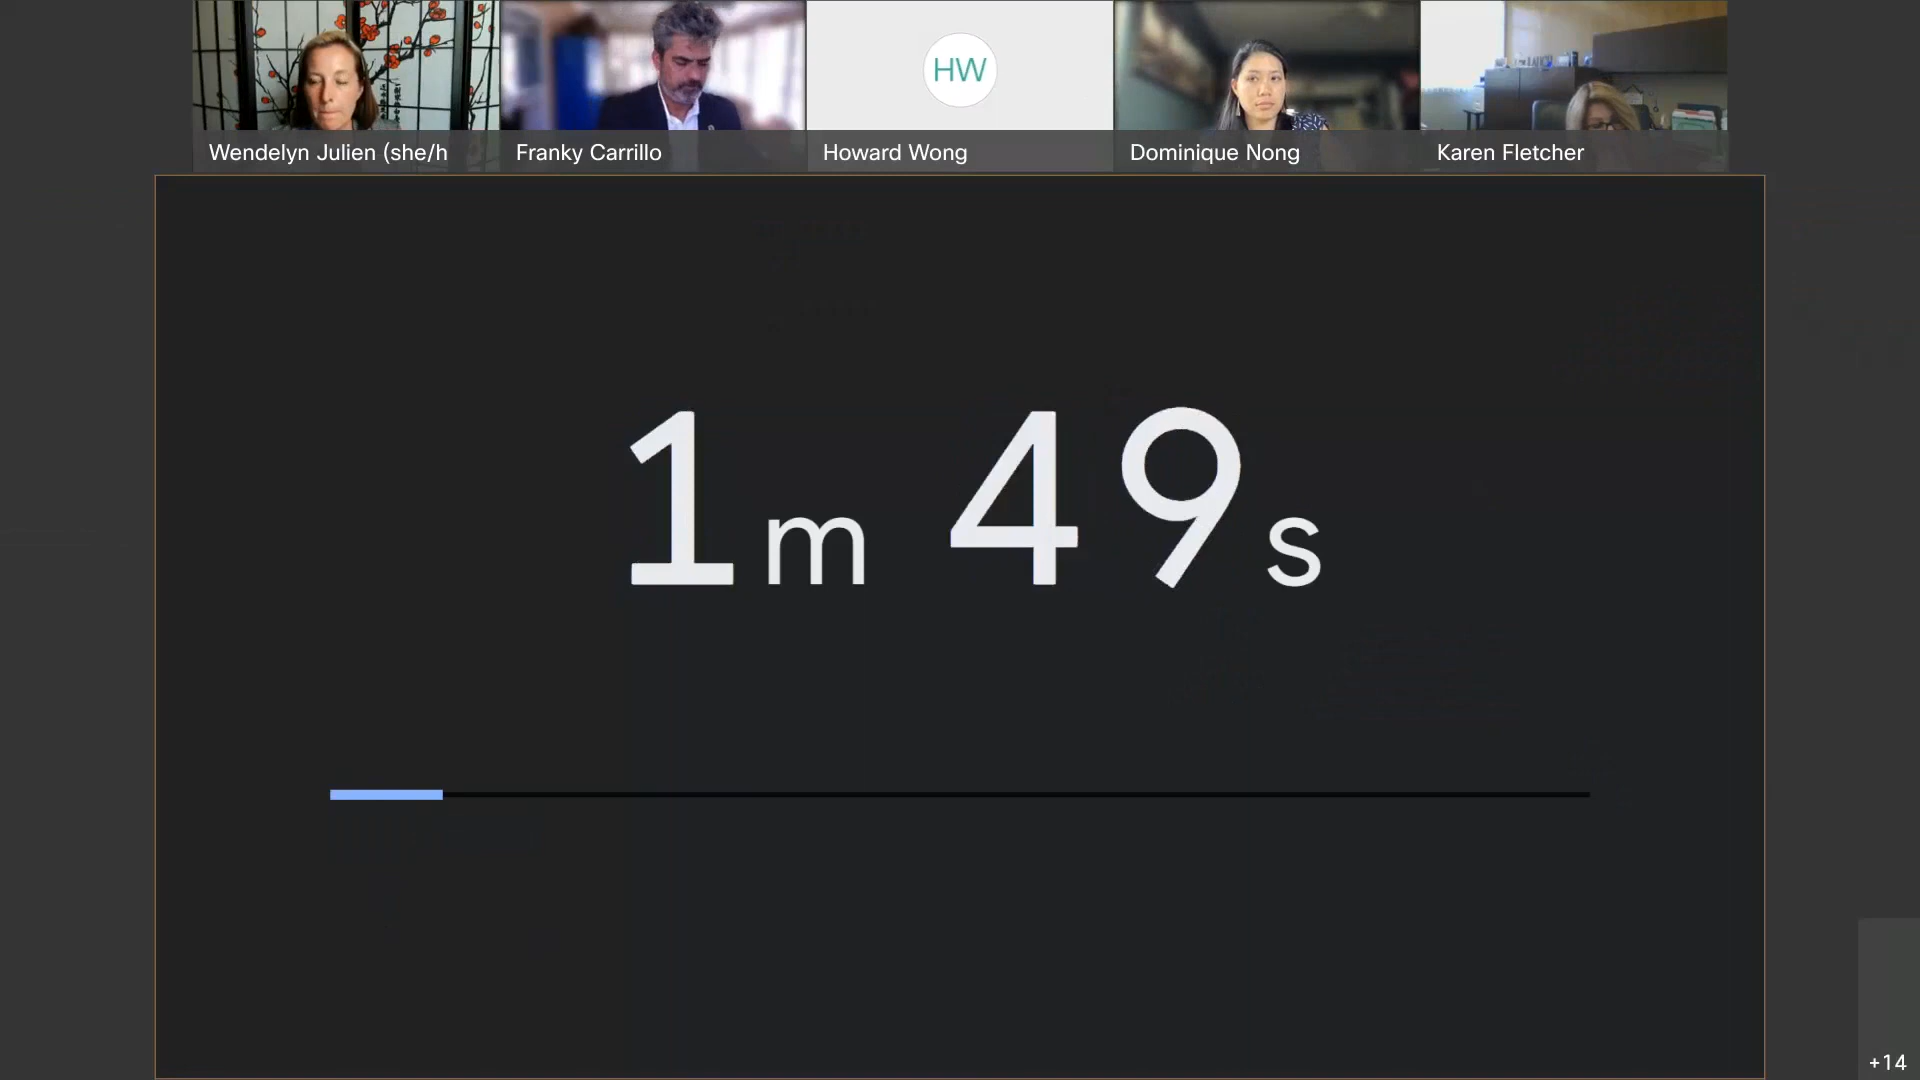 HW
Wendelyn Julien (she/h
Franky Carrillo
Howard Wong
Dominique Nong
Karen Fletcher
1m 49s
+14